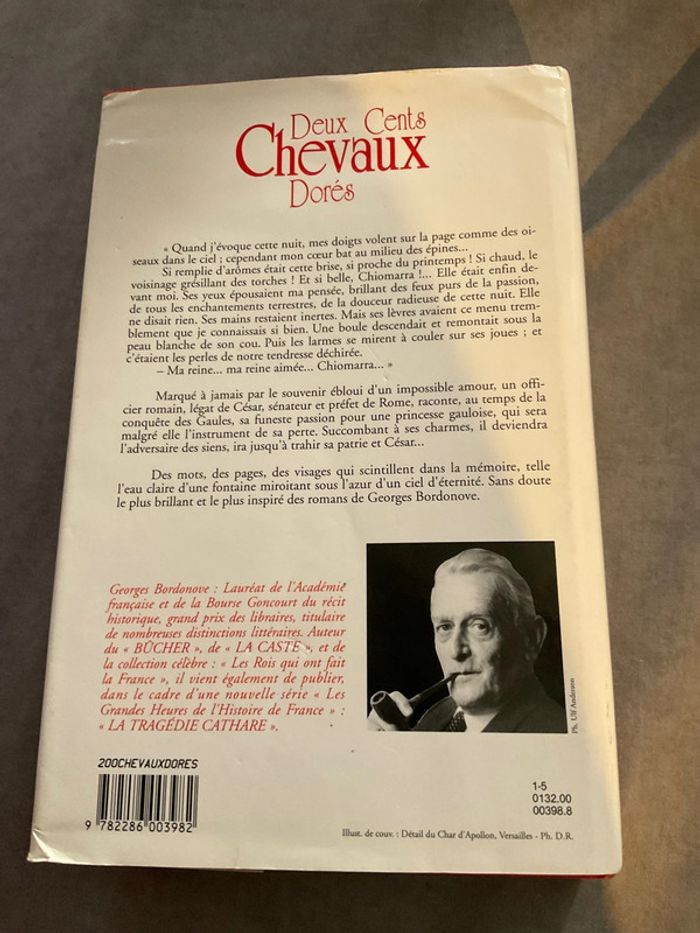 Deux Cents
Chevaux
Dorés
« Quand j'évoque cette nuit, mes doigts volent sur la page comme des oi-
seaux dans le ciel ; cependant mon cœur bat au milieu des épines...
Si remplie d'arômes était cette brise, si proche du printemps ! Si chaud, le
voisinage grésillant des torches ! Et si belle, Chiomarra !... Elle était enfin de-
vant moi. Ses yeux épousaient ma pensée, brillant des feux purs de la passion,
de tous les enchantements terrestres, de la douceur radieuse de cette nuit. Elle
ne disait rien. Ses mains restaient inertes. Mais ses lèvres avaient ce menu trem-
blement que je connaissais si bien. Une boule descendait et remontait sous la
peau blanche de son cou. Puis les larmes se mirent à couler sur ses joues ; et
c'étaient les perles de notre tendresse déchirée.
– Ma reine... ma reine aimée... Chiomarra... »
Marqué à jamais par le souvenir ébloui d'un impossible amour, un offi-
cier romain, légat de César, sénateur et préfet de Rome, raconte, au temps de la
conquête des Gaules, sa funeste passion pour une princesse gauloise, qui sera
malgré elle l'instrument de sa perte. Succombant à ses charmes, il deviendra
l'adversaire des siens, ira jusqu'à trahir sa patrie et César...
Des mots, des pages, des visages qui scintillent dans la mémoire, telle
l'eau claire d'une fontaine miroitant sous l'azur d'un ciel d'éternité. Sans doute
le plus brillant et le plus inspiré des romans de Georges Bordonove.
Georges Bordonove : Lauréat de l'Académie
française et de la Bourse Goncourt du récit
historique, grand prix des libraires, titulaire
de nombreuses distinctions littéraires. Auteur
du « BÛCHER », de « LA CASTE », et de
la collection célèbre : « Les Rois qui ont fait
la France », il vient également de publier,
dans le cadre d'une nouvelle série « Les
Grandes Heures de l'Histoire de France » :
« LA TRAGÉDIE CATHARE ».
Ph. Ulf Andersen
200CHEVAUXDORES
9 782286 003982
1-5
0132.00
00398.8
Illust. de couv. : Détail du Char d'Apollon, Versailles - Ph. D.R.